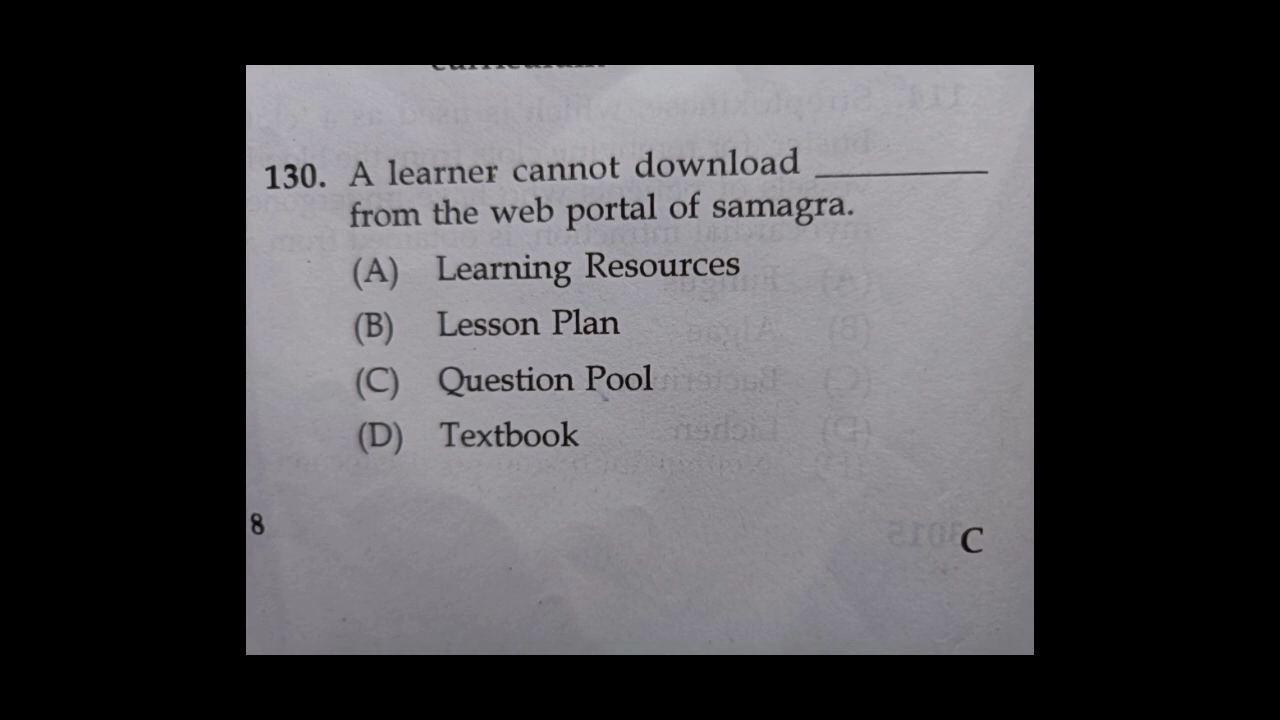 130. A learner cannot download ________
from the web portal of samagra.
(A) Learning Resources
(B) Lesson Plan
(C) Question Pool
(D) Textbook
8
C